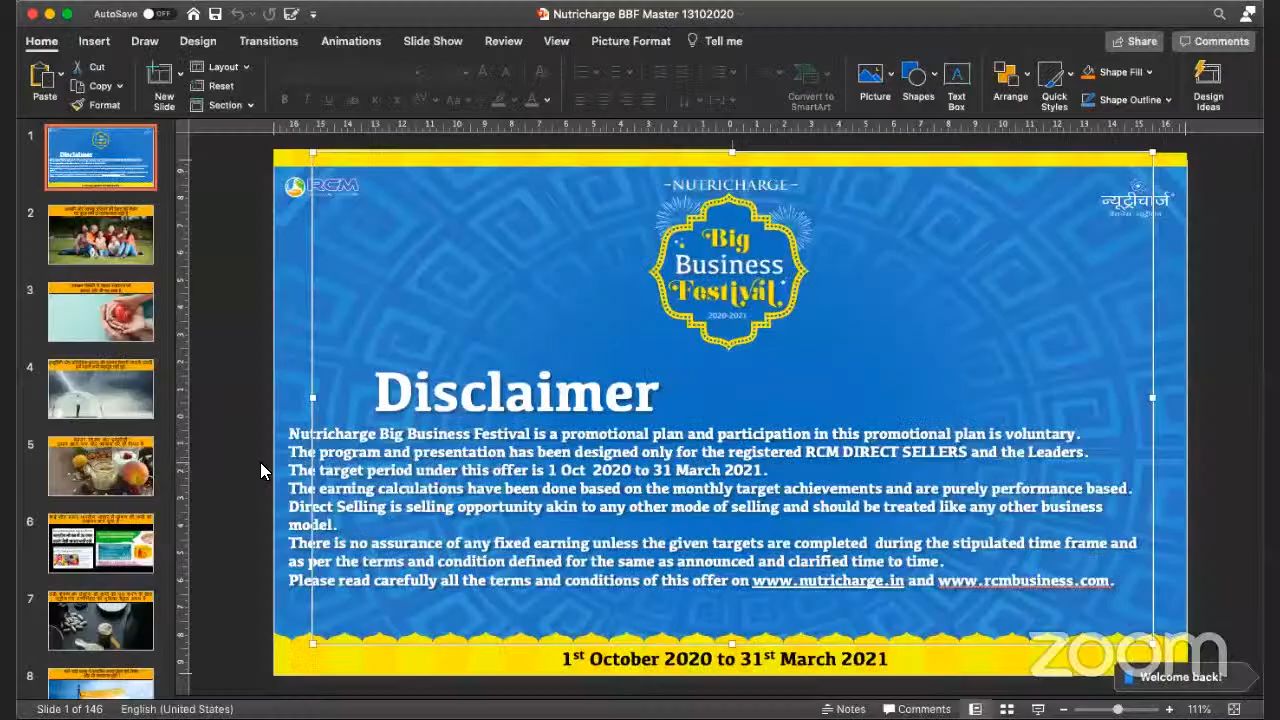 AutoSave OFF
Nutricharge BBF Master 13102020
Home Insert Draw Design Transitions Animations Slide Show Review View Picture Format Tell me
Share Comments
Paste
Cut
Copy
Format
New Slide
Layout
Reset
Section
Convert to SmartArt
Picture
Shapes
Text Box
Arrange
Quick Styles
Shape Fill
Shape Outline
Design Ideas
1
2
3
4
5
6
7
8
RCM
NUTRICHARGE
न्यूट्रीचार्ज
Big
Business
Festival
2020-2021
Disclaimer
Nutricharge Big Business Festival is a promotional plan and participation in this promotional plan is voluntary.
The program and presentation has been designed only for the registered RCM DIRECT SELLERS and the Leaders.
The target period under this offer is 1 Oct 2020 to 31 March 2021.
The earning calculations have been done based on the monthly target achievements and are purely performance based.
Direct Selling is selling opportunity akin to any other mode of selling and should be treated like any other business
model.
There is no assurance of any fixed earning unless the given targets are completed during the stipulated time frame and
as per the terms and condition defined for the same as announced and clarified time to time.
Please read carefully all the terms and conditions of this offer on www.nutricharge.in and www.rcmbusiness.com.
1st October 2020 to 31st March 2021
zoom
Welcome back!
Slide 1 of 146 English (United States)
Notes Comments 111%